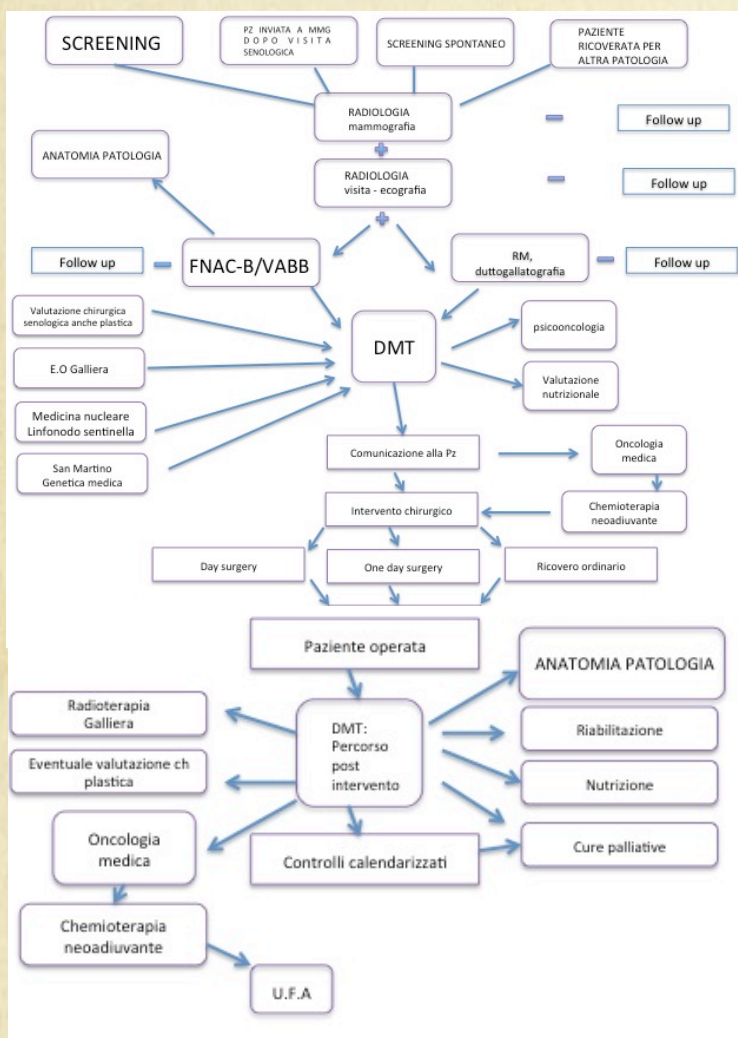 SCREENING
PZ INVIATA A MMG
DOPO VISITA
SENOLOGICA
SCREENING SPONTANEO
PAZIENTE
RICOVERATA PER
ALTRA PATOLOGIA
RADIOLOGIA
mammografia
Follow up
ANATOMIA PATOLOGIA
RADIOLOGIA
visita - ecografia
Follow up
Follow up
FNAC-B/VABB
RM,
duttogallatografia
Follow up
Valutazione chirurgica
senologica anche plastica
DMT
psicooncologia
E.O Galliera
Valutazione
nutrizionale
Medicina nucleare
Linfonodo sentinella
San Martino
Genetica medica
Comunicazione alla Pz
Oncologia
medica
Intervento chirurgico
Chemioterapia
neoadiuvante
Day surgery
One day surgery
Ricovero ordinario
Paziente operata
ANATOMIA PATOLOGIA
Radioterapia
Galliera
DMT:
Percorso
post
intervento
Riabilitazione
Eventuale valutazione ch
plastica
Nutrizione
Oncologia
medica
Controlli calendarizzati
Cure palliative
Chemioterapia
neoadiuvante
U.F.A